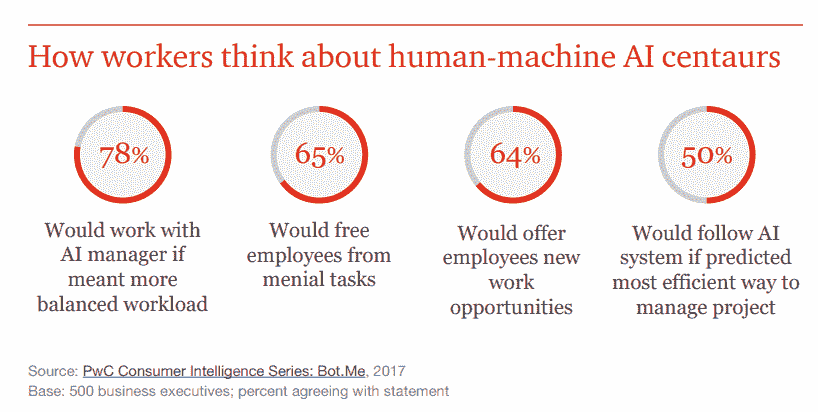 How workers think about human-machine AI centaurs
78%
65%
64%
50%
Would work with
AI manager if
meant more
balanced workload
Would free
employees from
menial tasks
Would offer
employees new
work
opportunities
Would follow AI
system if predicted
most efficient way to
manage project
Source: PwC Consumer Intelligence Series: Bot.Me, 2017
Base: 500 business executives; percent agreeing with statement